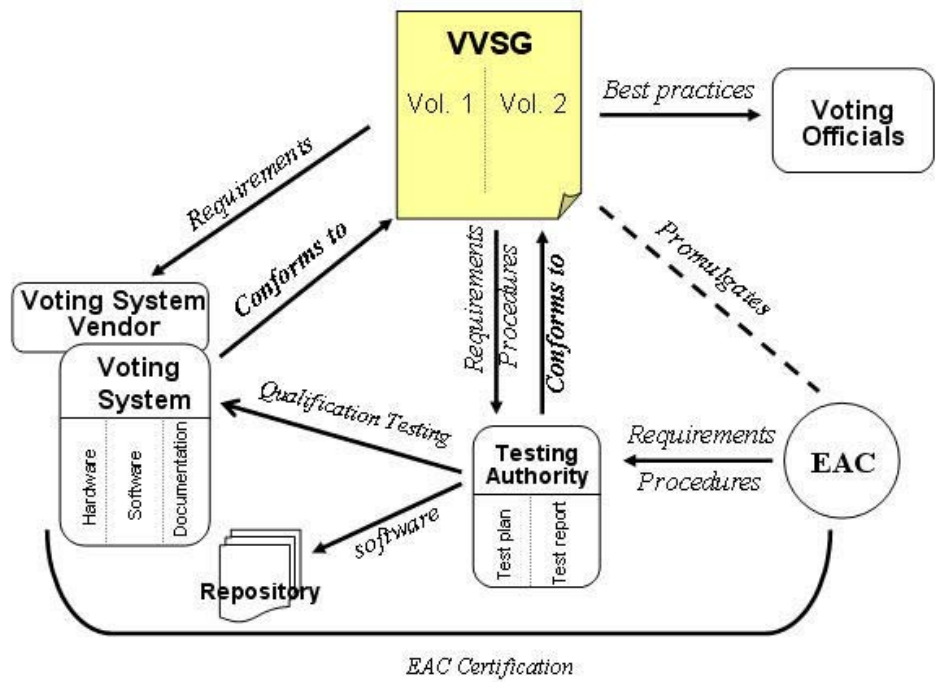 VVSG
Vol. 1 Vol. 2
Best practices
Voting
Officials
Requirements
Conforms to
Requirements
Procedures
Conforms to
Promulgates
Voting System
Vendor
Voting
System
Hardware
Software
Documentation
Qualification Testing
Testing
Authority
Test plan
Test report
Requirements
Procedures
EAC
software
Repository
EAC Certification